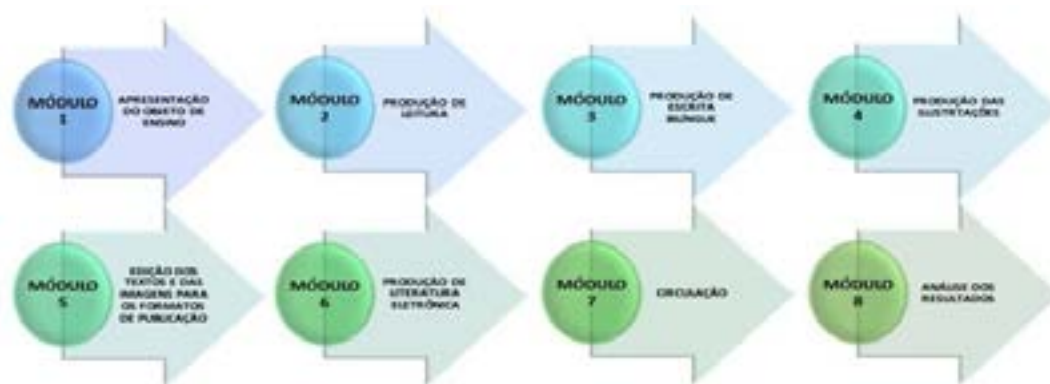 MÓDULO
1
APRESENTAÇÃO
DO OBJETO DE
ENSINO
MÓDULO
2
PRODUÇÃO DE
LEITURA
MÓDULO
3
PRODUÇÃO DE
ESCRITA
BILÍNGUE
MÓDULO
4
PRODUÇÃO DAS
MÓDULO
5
EDIÇÃO DOS
TEXTOS E DAS
IMAGENS PARA
OS FORMATOS
DE PUBLICAÇÃO
MÓDULO
6
PRODUÇÃO DE
LITERATURA
ELETRÔNICA
MÓDULO
7
CIRCULAÇÃO
MÓDULO
8
ANÁLISE DOS
RESULTADOS